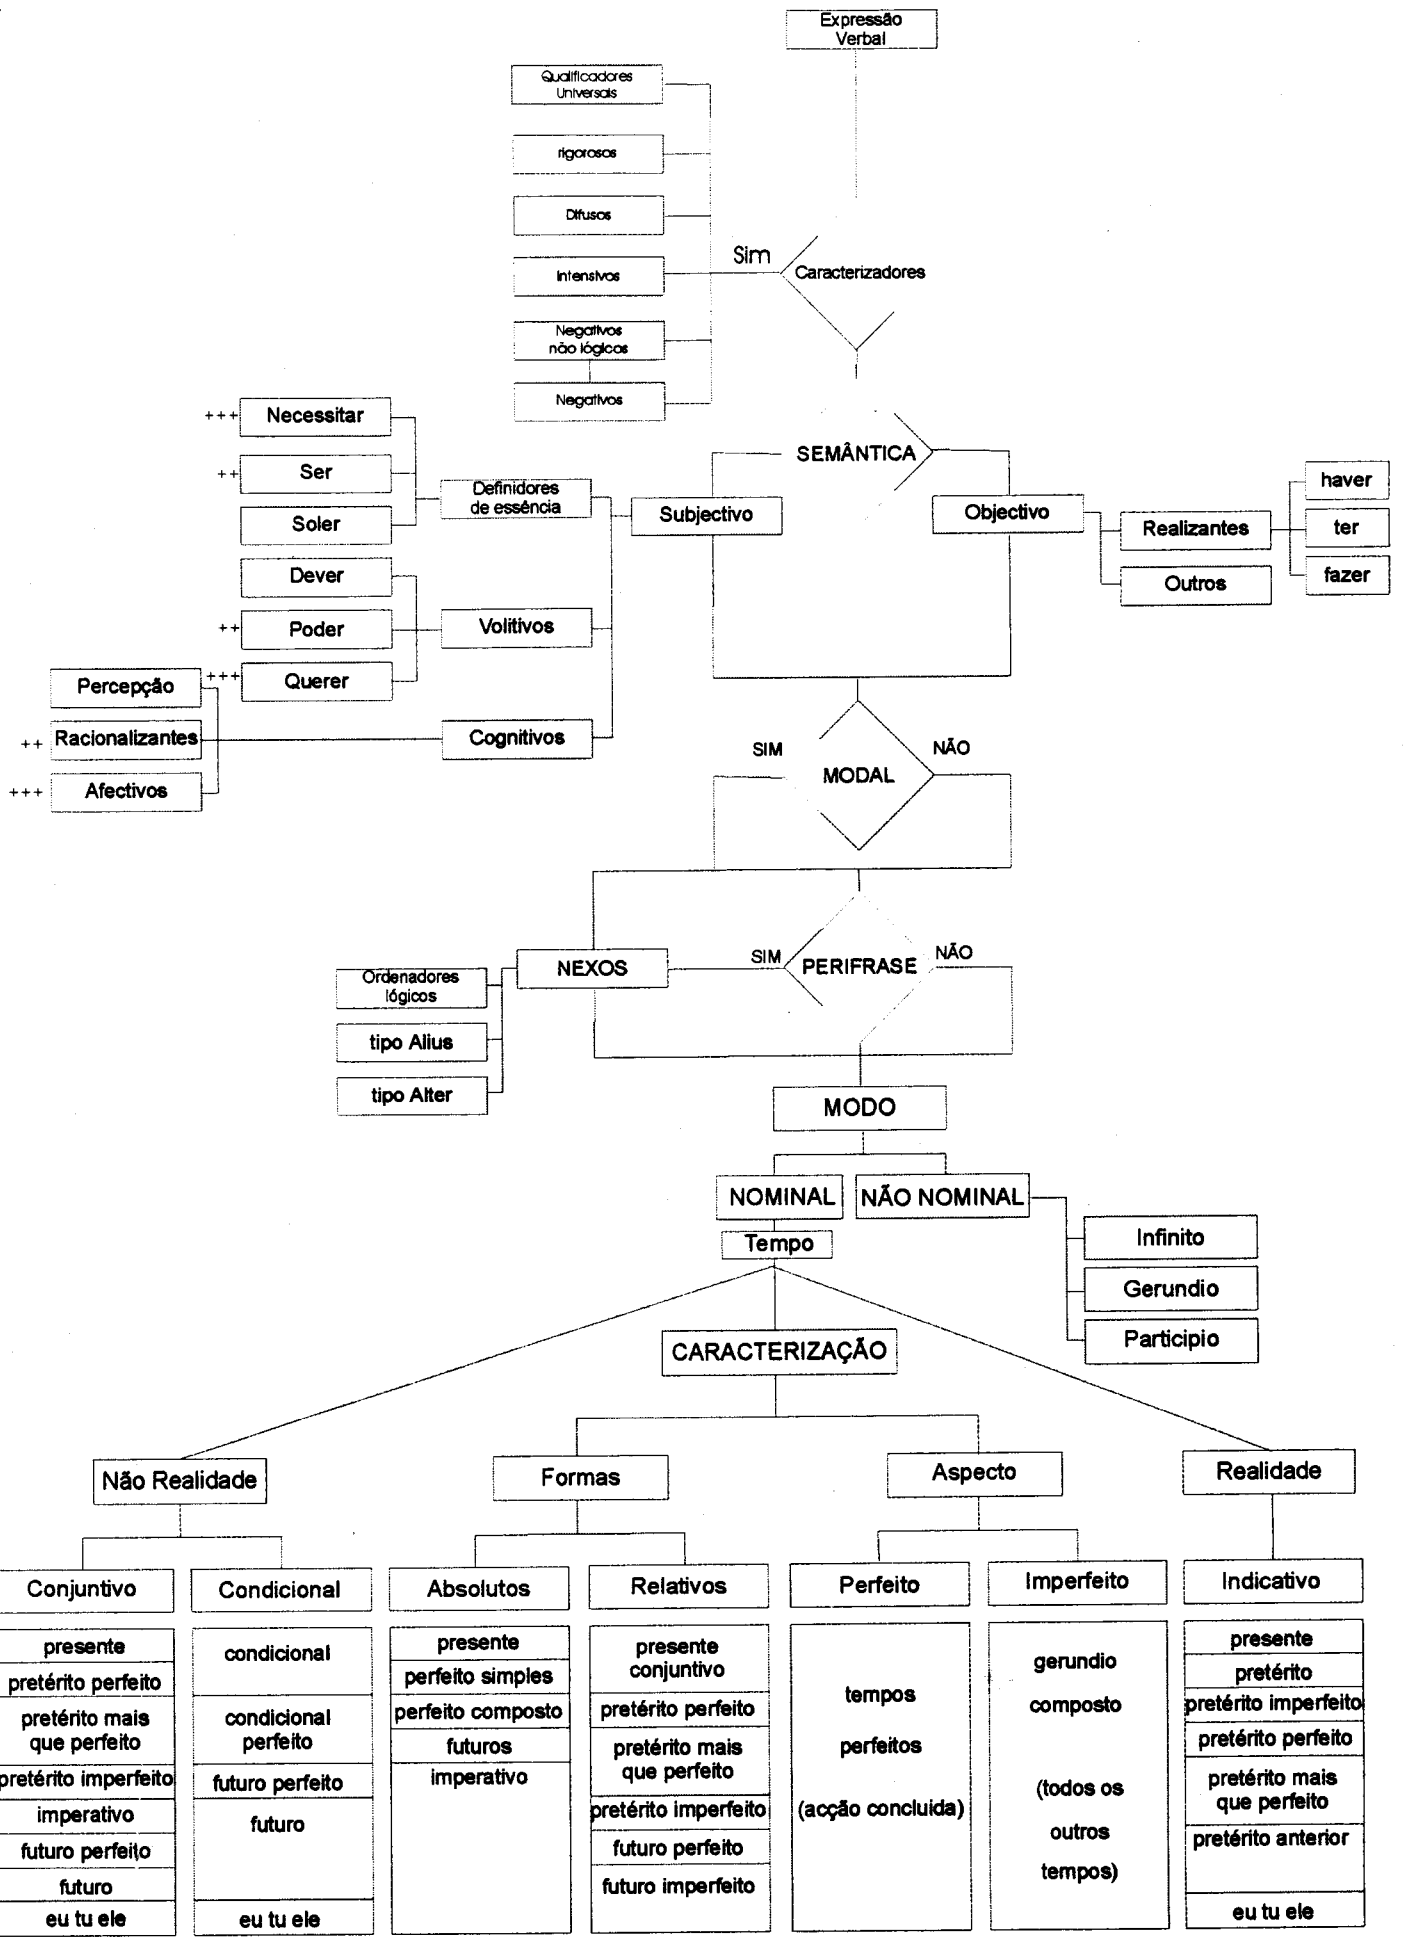 Expressão
Verbal
Qualificadores
Universais
rigorosos
Difusos
Intensivos
Negativos
não lógicos
Negativos
Sim
Caracterizadores
+++
Necessitar
++
Ser
Soler
Definidores
de essência
Dever
++
Poder
+++
Querer
Volitivos
Percepção
++
Racionalizantes
+++
Afectivos
Cognitivos
SEMÂNTICA
Subjectivo
Objectivo
Realizantes
Outros
haver
ter
fazer
SIM
MODAL
NÃO
NEXOS
SIM
PERIFRASE
NÃO
Ordenadores
lógicos
tipo Alius
tipo Alter
MODO
NOMINAL
NÃO NOMINAL
Tempo
Infinito
Gerundio
Participio
CARACTERIZAÇÃO
Não Realidade
Formas
Aspecto
Realidade
Conjuntivo
presente
pretérito perfeito
pretérito mais
que perfeito
pretérito imperfeito
imperativo
futuro perfeito
futuro
eu tu ele
Condicional
condicional
condicional
perfeito
futuro perfeito
futuro
eu tu ele
Absolutos
presente
perfeito simples
perfeito composto
futuros
imperativo
Relativos
presente
conjuntivo
pretérito perfeito
pretérito mais
que perfeito
pretérito imperfeito
futuro perfeito
futuro imperfeito
Perfeito
tempos
perfeitos
(acção concluida)
Imperfeito
gerundio
composto
(todos os
outros
tempos)
Indicativo
presente
pretérito
pretérito imperfeito
pretérito perfeito
pretérito mais
que perfeito
pretérito anterior
eu tu ele